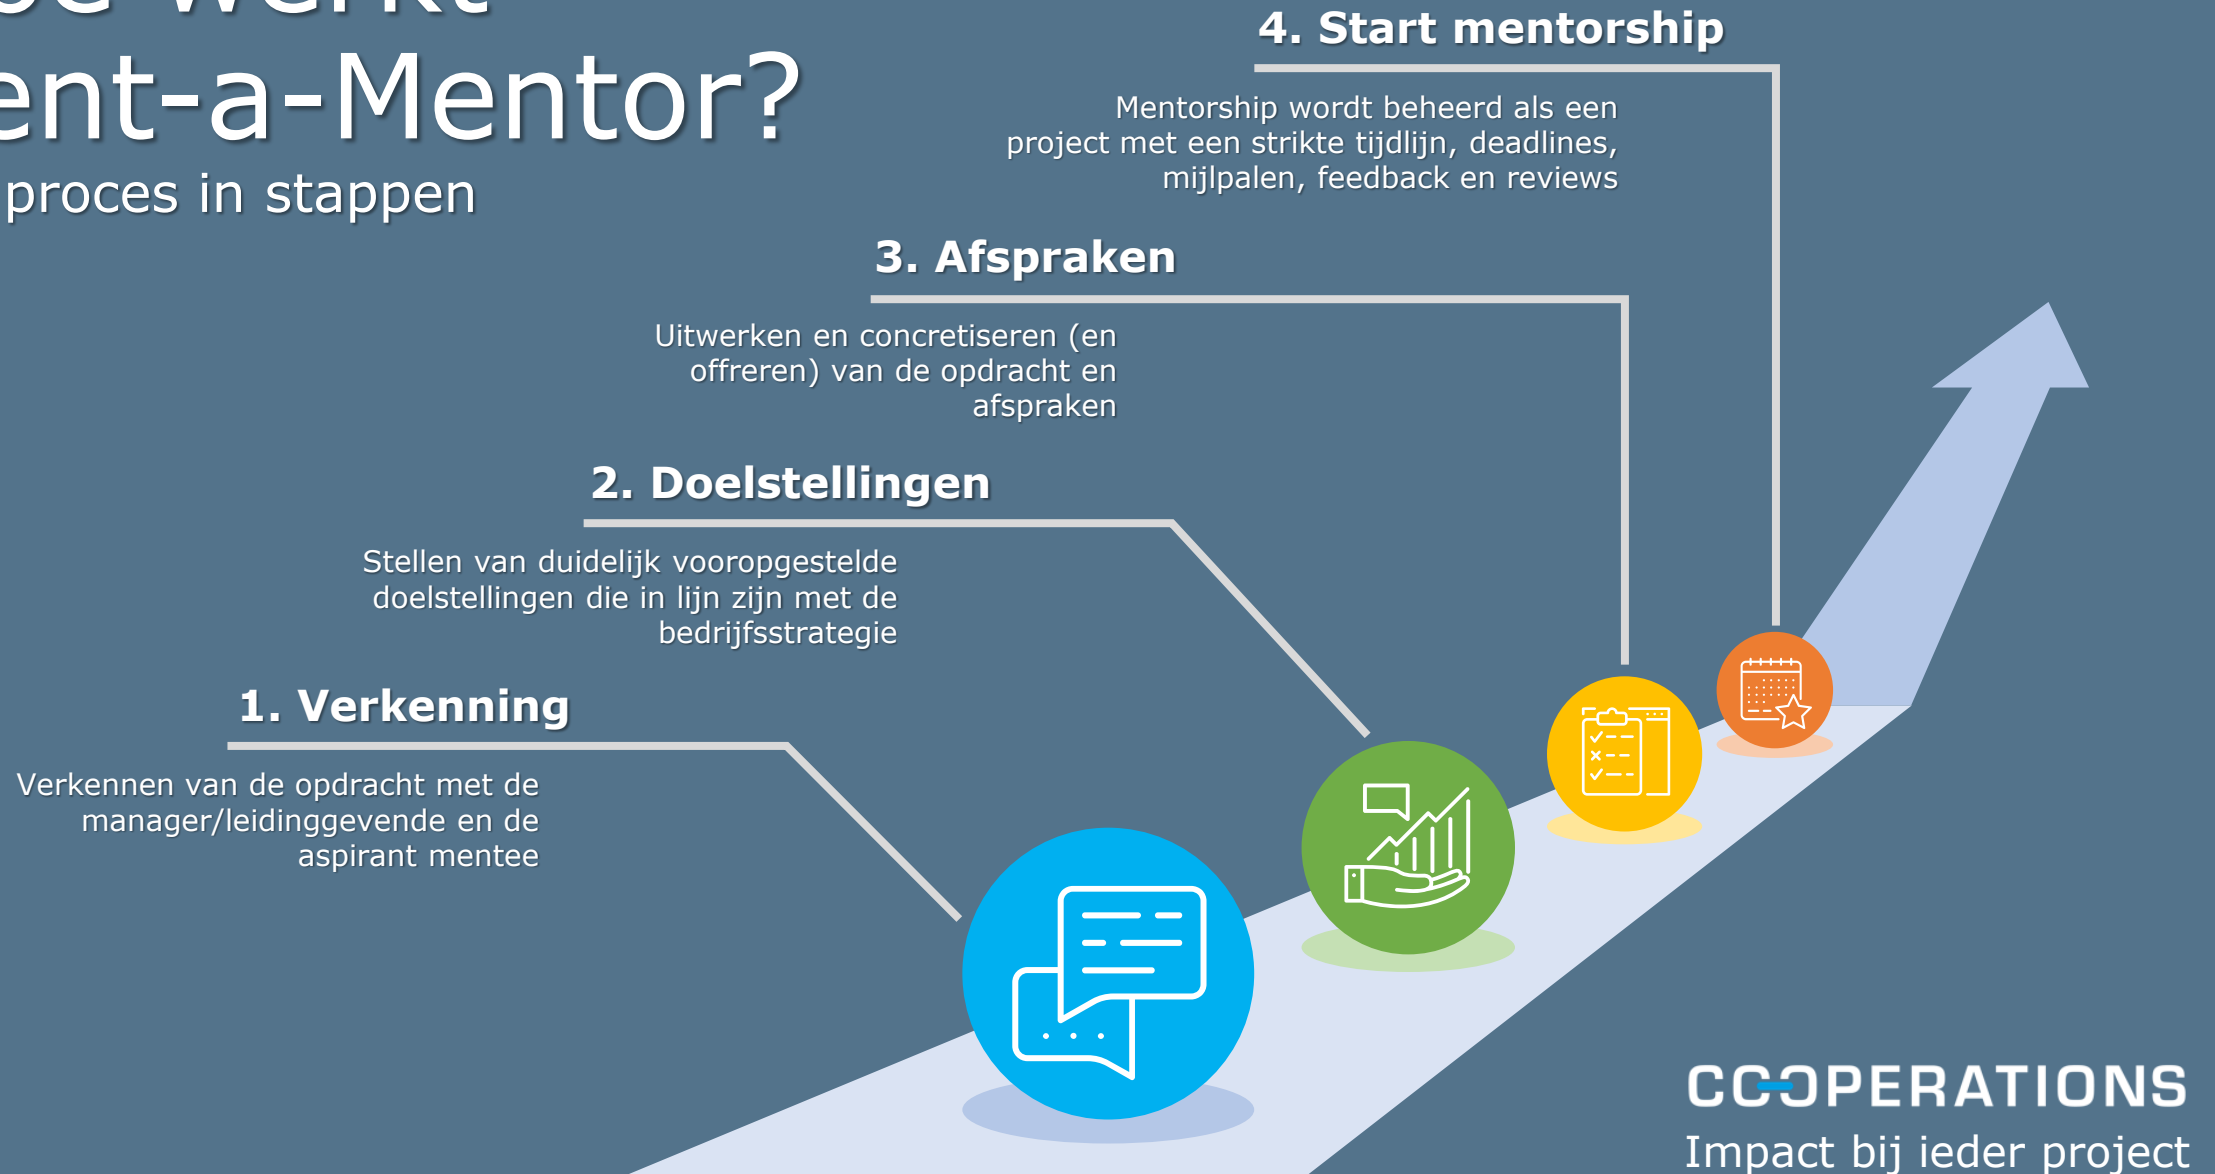 oe werkt
ent-a-Mentor?
proces in stappen
4. Start mentorship
Mentorship wordt beheerd als een
project met een strikte tijdlijn, deadlines,
mijlpalen, feedback en reviews
3. Afspraken
Uitwerken en concretiseren (en
offreren) van de opdracht en
afspraken
2. Doelstellingen
Stellen van duidelijk vooropgestelde
doelstellingen die in lijn zijn met de
bedrijfsstrategie
1. Verkenning
Verkennen van de opdracht met de
manager/leidinggevende en de
aspirant mentee
COOPERATIONS
Impact bij ieder project